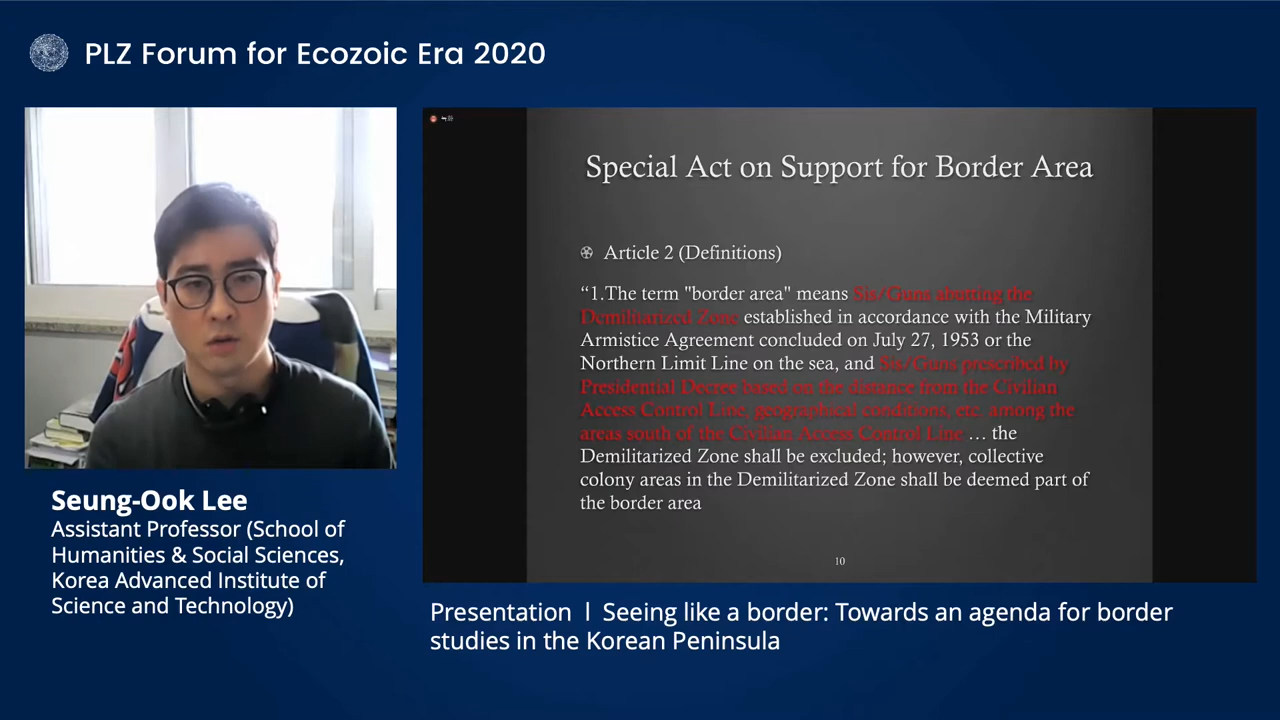 PLZ Forum for Ecozoic Era 2020
Special Act on Support for Border Area
Article 2 (Definitions)
“1.The term "border area" means Sis/Guns abutting the
Demilitarized Zone established in accordance with the Military
Armistice Agreement concluded on July 27, 1953 or the
Northern Limit Line on the sea, and Sis/Guns prescribed by
Presidential Decree based on the distance from the Civilian
Access Control Line, geographical conditions, etc. among the
areas south of the Civilian Access Control Line … the
Demilitarized Zone shall be excluded; however, collective
colony areas in the Demilitarized Zone shall be deemed part of
the border area
10
Seung-Ook Lee
Assistant Professor (School of
Humanities & Social Sciences,
Korea Advanced Institute of
Science and Technology)
Presentation l Seeing like a border: Towards an agenda for border
studies in the Korean Peninsula